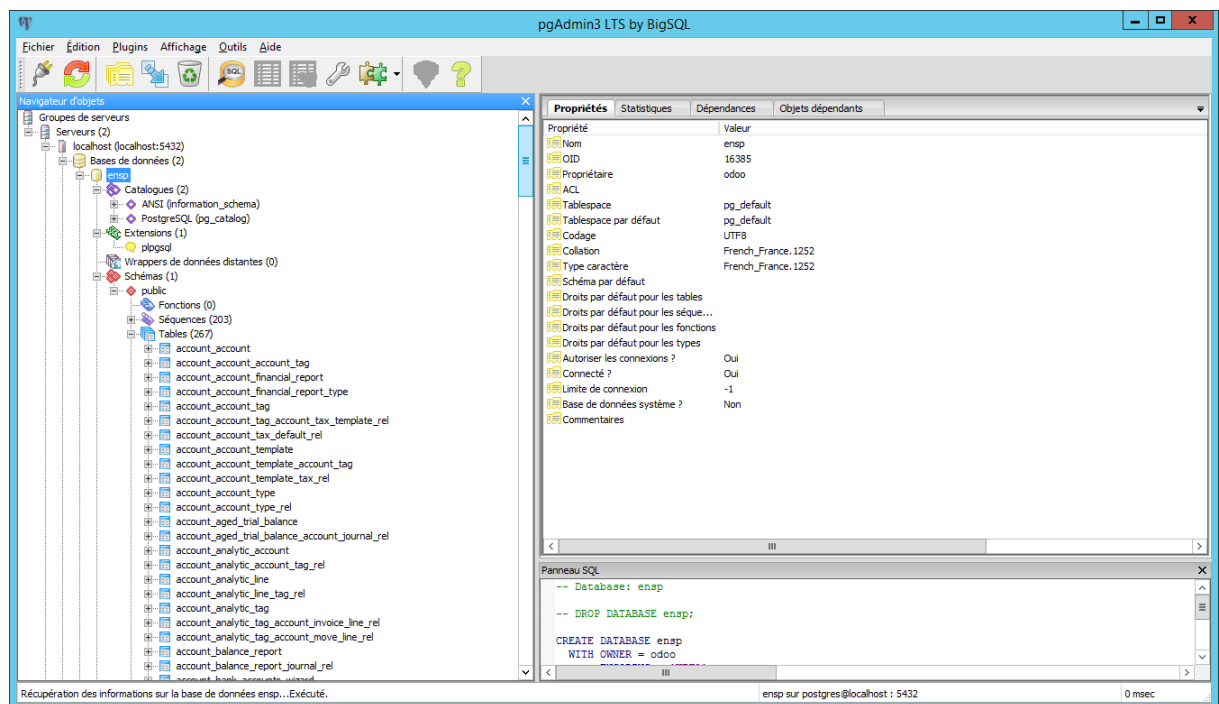 pgAdmin3 LTS by BigSQL
Fichier Édition Plugins Affichage Outils Aide
SQL
Navigateur d'objets
Groupes de serveurs
Serveurs (2)
localhost (localhost:5432)
Bases de données (2)
ensp
Catalogues (2)
ANSI (information_schema)
PostgreSQL (pg_catalog)
Extensions (1)
plpgsql
Wrappers de données distantes (0)
Schémas (1)
public
Fonctions (0)
Séquences (203)
Tables (267)
account_account
account_account_account_tag
account_account_financial_report
account_account_financial_report_type
account_account_tag
account_account_tag_account_tax_template_rel
account_account_tax_default_rel
account_account_template
account_account_template_account_tag
account_account_template_tax_rel
account_account_type
account_account_type_rel
account_aged_trial_balance
account_aged_trial_balance_account_journal_rel
account_analytic_account
account_analytic_account_tag_rel
account_analytic_line
account_analytic_line_tag_rel
account_analytic_tag
account_analytic_tag_account_invoice_line_rel
account_analytic_tag_account_move_line_rel
account_balance_report
account_balance_report_journal_rel
account_bank_accounts_wizard
Propriétés Statistiques Dépendances Objets dépendants
Propriété Valeur
Nom ensp
OID 16385
Propriétaire odoo
ACL
Tablespace pg_default
Tablespace par défaut pg_default
Codage UTF8
Collation French_France.1252
Type caractère French_France.1252
Schéma par défaut
Droits par défaut pour les tables
Droits par défaut pour les séque...
Droits par défaut pour les fonctions
Droits par défaut pour les types
Autoriser les connexions ? Oui
Connecté ? Oui
Limite de connexion -1
Base de données système ? Non
Commentaires
Panneau SQL
-- Database: ensp
-- DROP DATABASE ensp;
CREATE DATABASE ensp
WITH OWNER = odoo
Récupération des informations sur la base de données ensp...Exécuté.
ensp sur postgres@localhost : 5432
0 msec